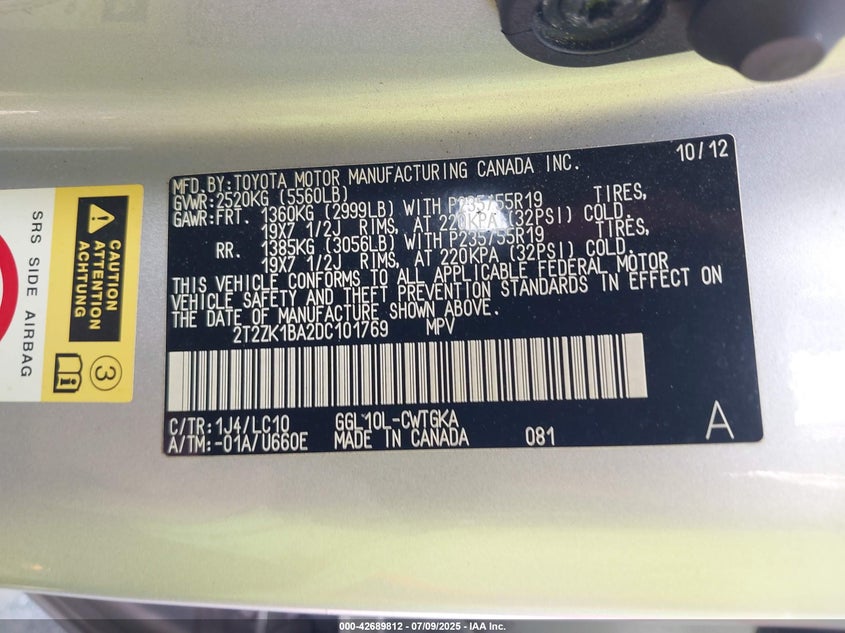 MFD.BY:TOYOTA MOTOR MANUFACTURING CANADA INC. 10/12
GVWR:2520KG (5560LB)
GAWR:FRT. 1360KG (2999LB) WITH P235/55R19 TIRES,
19X7 1/2J RIMS, AT 220KPA (32PSI) COLD.
RR. 1385KG (3056LB) WITH P235/55R19 TIRES,
19X7 1/2J RIMS, AT 220KPA (32PSI) COLD.
THIS VEHICLE CONFORMS TO ALL APPLICABLE FEDERAL MOTOR
VEHICLE SAFETY AND THEFT PREVENTION STANDARDS IN EFFECT ON
THE DATE OF MANUFACTURE SHOWN ABOVE.
2T2ZK1BA2DC101769 MPV
C/TR:1J4/LC10 GGL10L-CWTGKA
A/TM:-01A/U660E MADE IN CANADA 081 A
CAUTION
ATTENTION
ACHTUNG
SRS SIDE AIRBAG
3
000-42689812 - 07/09/2025 - IAA Inc.